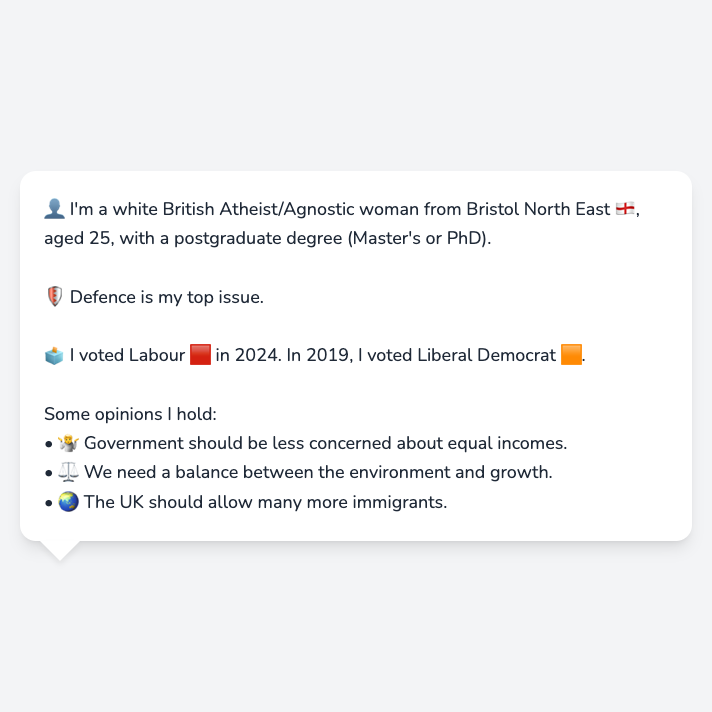 👤 I'm a white British Atheist/Agnostic woman from Bristol North East 🏴󠁧󠁢󠁥󠁮󠁧󠁿,
aged 25, with a postgraduate degree (Master's or PhD).
🛡️ Defence is my top issue.
🗳️ I voted Labour 🟥 in 2024. In 2019, I voted Liberal Democrat 🟧.
Some opinions I hold:
• 🤷 Government should be less concerned about equal incomes.
• ⚖️ We need a balance between the environment and growth.
• 🌏 The UK should allow many more immigrants.